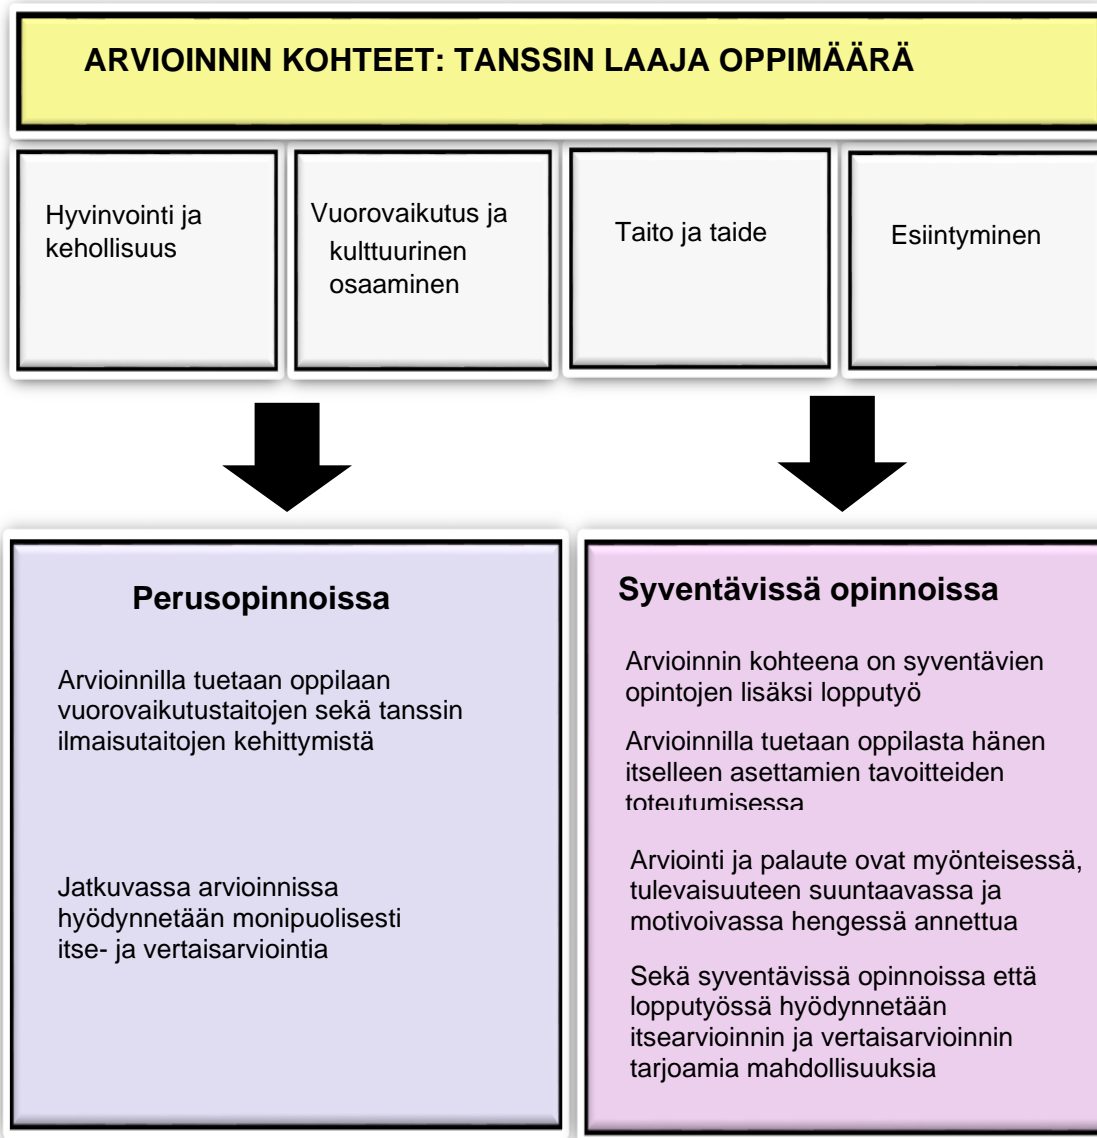 ARVIOINNIN KOHTEET: TANSSIN LAAJA OPPIMÄÄRÄ
Hyvinvointi ja
kehollisuus
Vuorovaikutus ja
kulttuurinen
osaaminen
Taito ja taide
Esiintyminen
Perusopinnoissa
Arvioinnilla tuetaan oppilaan
vuorovaikutustaitojen sekä tanssin
ilmaisutaitojen kehittymistä
Jatkuvassa arvioinnissa
hyödynnetään monipuolisesti
itse- ja vertaisarviointia
Syventävissä opinnoissa
Arvioinnin kohteena on syventävien
opintojen lisäksi lopputyö
Arvioinnilla tuetaan oppilasta hänen
itselleen asettamien tavoitteiden
toteutumisessa
Arviointi ja palaute ovat myönteisessä,
tulevaisuuteen suuntaavassa ja
motivoivassa hengessä annettua
Sekä syventävissä opinnoissa että
lopputyössä hyödynnetään
itsearvioinnin ja vertaisarvioinnin
tarjoamia mahdollisuuksia